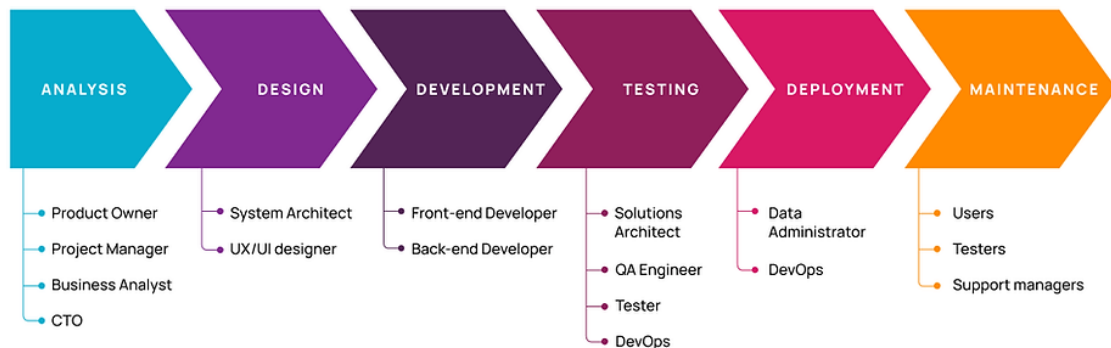 ANALYSIS
DESIGN
DEVELOPMENT
TESTING
DEPLOYMENT
MAINTENANCE
Product Owner
Project Manager
Business Analyst
CTO
System Architect
UX/UI designer
Front-end Developer
Back-end Developer
Solutions
Architect
QA Engineer
Tester
DevOps
Data
Administrator
DevOps
Users
Testers
Support managers